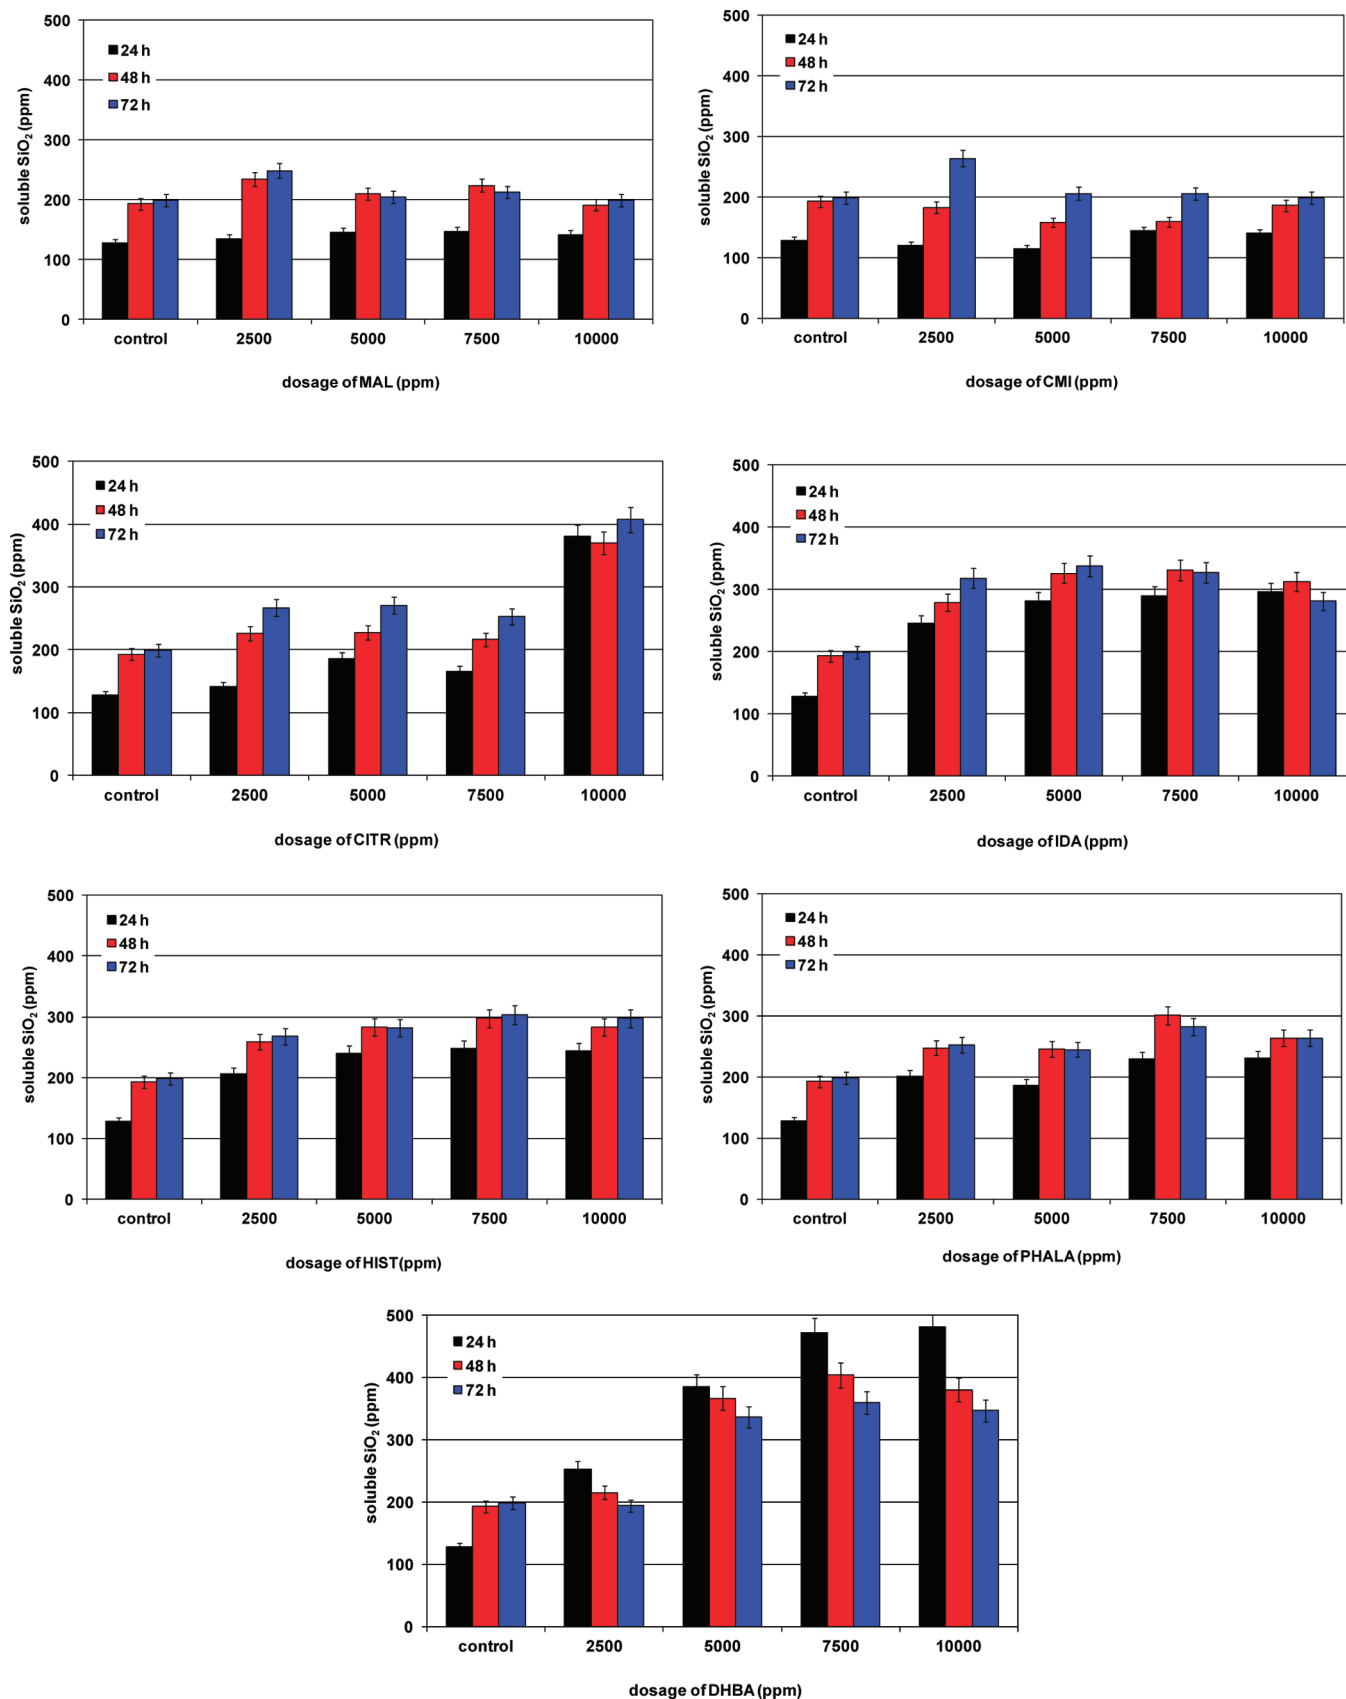 500
400
300
200
100
0
soluble SiO₂ (ppm)
24 h
48 h
72 h
control 2500 5000 7500 10000
dosage of MAL (ppm)
500
400
300
200
100
0
soluble SiO₂ (ppm)
24 h
48 h
72 h
control 2500 5000 7500 10000
dosage of CMI (ppm)
500
400
300
200
100
0
soluble SiO₂ (ppm)
24 h
48 h
72 h
control 2500 5000 7500 10000
dosage of CITR (ppm)
500
400
300
200
100
0
soluble SiO₂ (ppm)
24 h
48 h
72 h
control 2500 5000 7500 10000
dosage of IDA (ppm)
500
400
300
200
100
0
soluble SiO₂ (ppm)
24 h
48 h
72 h
control 2500 5000 7500 10000
dosage of HIST (ppm)
500
400
300
200
100
0
soluble SiO₂ (ppm)
24 h
48 h
72 h
control 2500 5000 7500 10000
dosage of PHALA (ppm)
500
400
300
200
100
0
soluble SiO₂ (ppm)
24 h
48 h
72 h
control 2500 5000 7500 10000
dosage of DHBA (ppm)